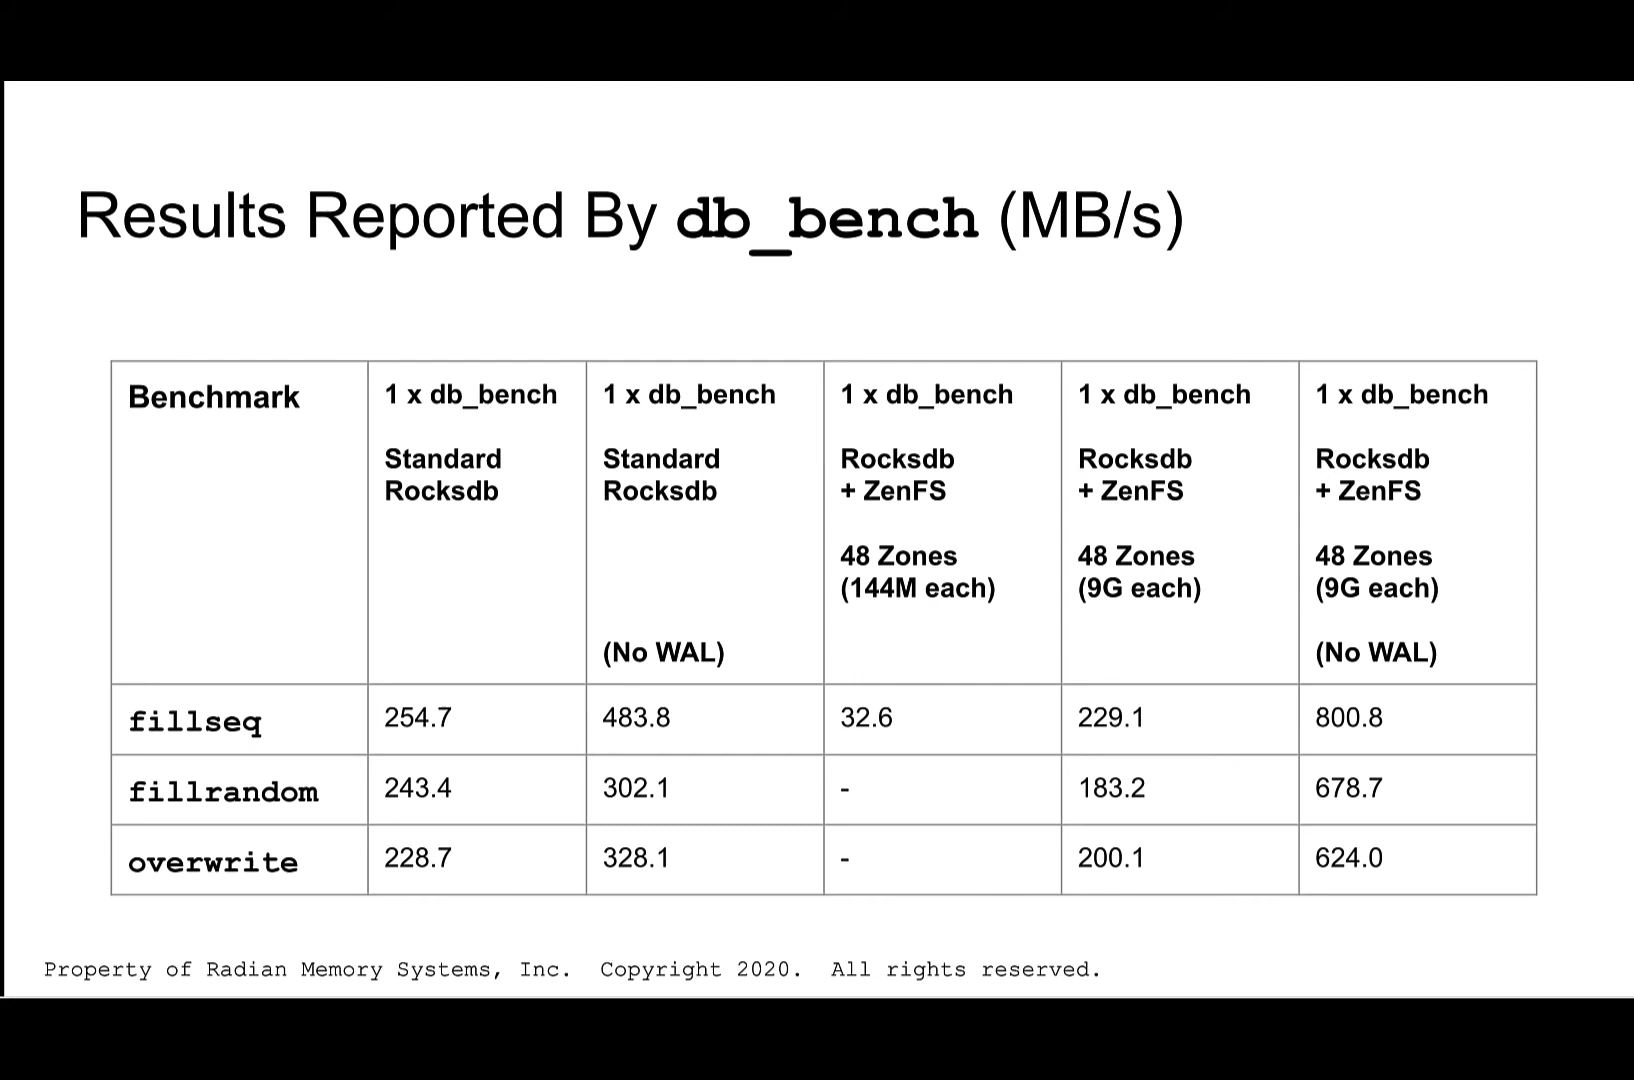 Results Reported By db_bench (MB/s)
Benchmark
1 x db_bench
Standard
Rocksdb
1 x db_bench
Standard
Rocksdb
(No WAL)
1 x db_bench
Rocksdb
+ ZenFS
48 Zones
(144M each)
1 x db_bench
Rocksdb
+ ZenFS
48 Zones
(9G each)
1 x db_bench
Rocksdb
+ ZenFS
48 Zones
(9G each)
(No WAL)
fillseq 254.7 483.8 32.6 229.1 800.8
fillrandom 243.4 302.1 - 183.2 678.7
overwrite 228.7 328.1 - 200.1 624.0
Property of Radian Memory Systems, Inc. Copyright 2020. All rights reserved.